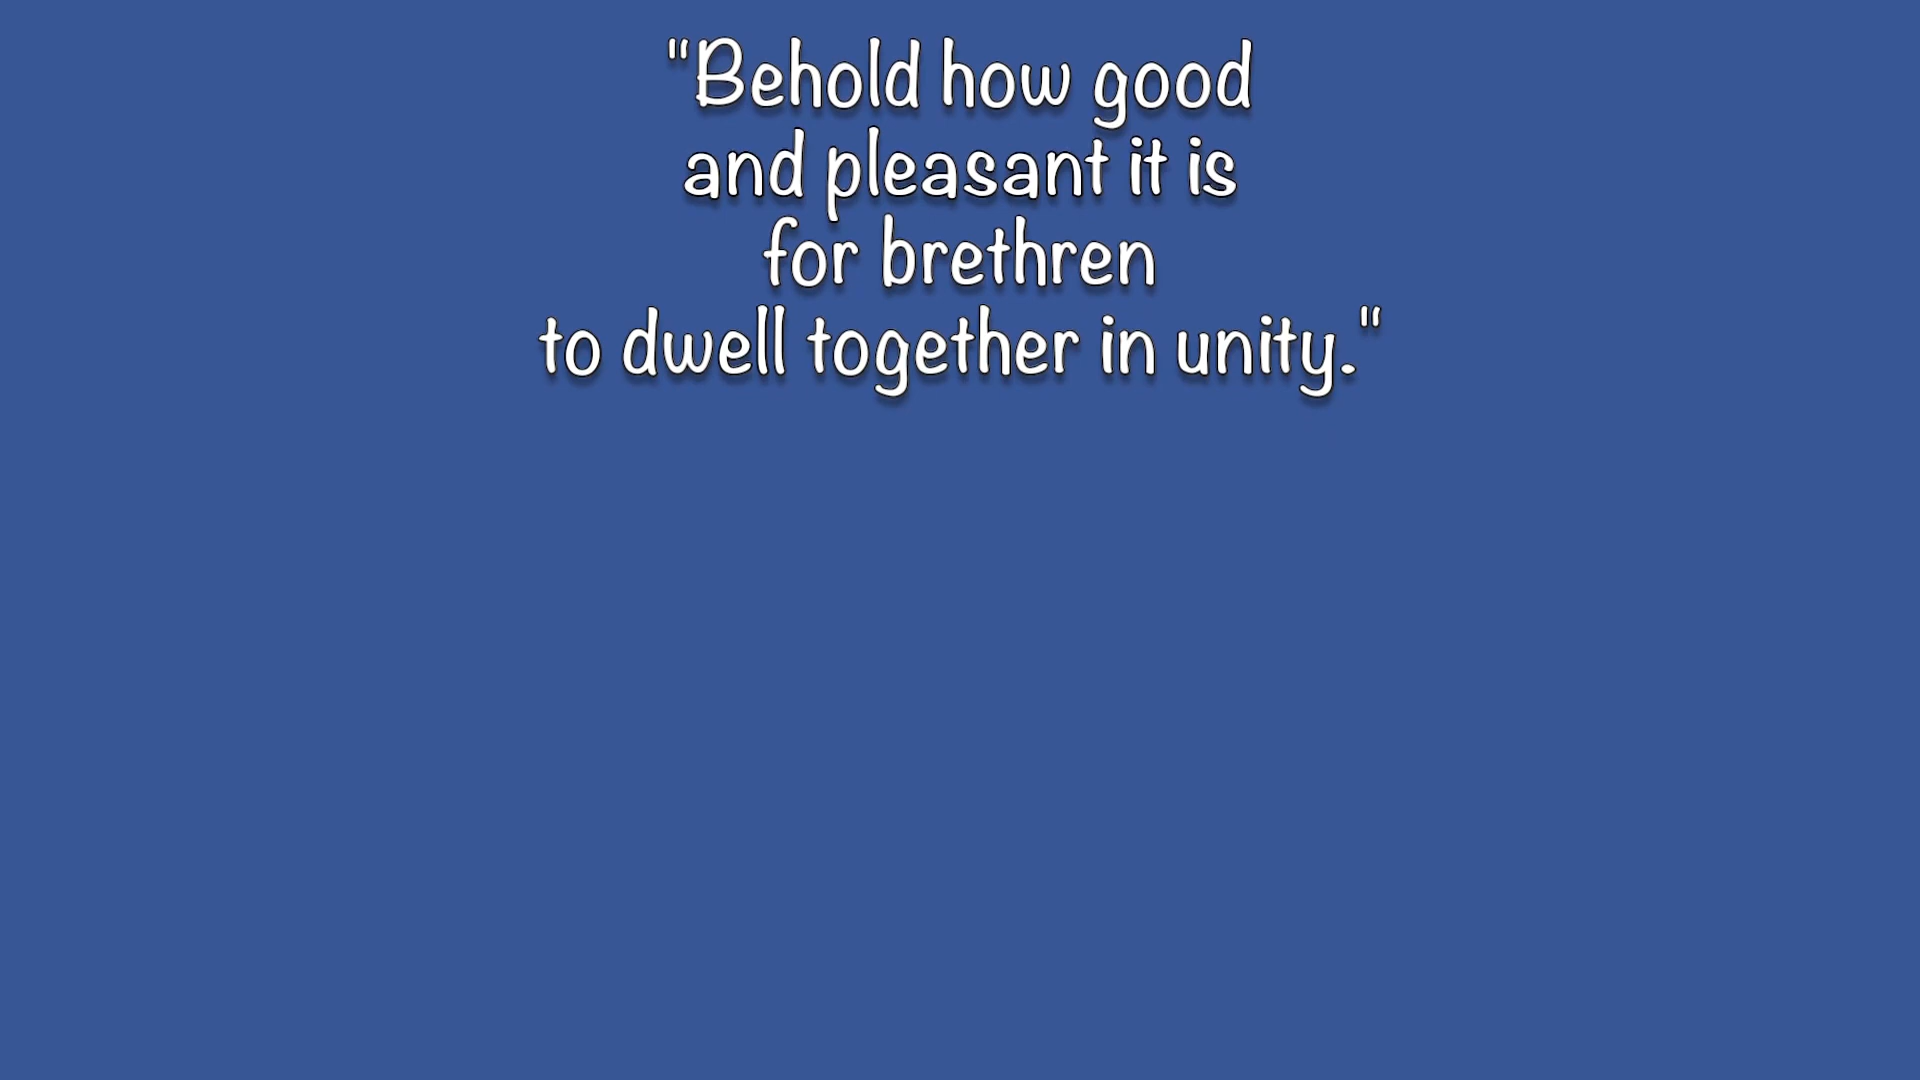 "Behold how good
and pleasant it is
for brethren
to dwell together in unity."